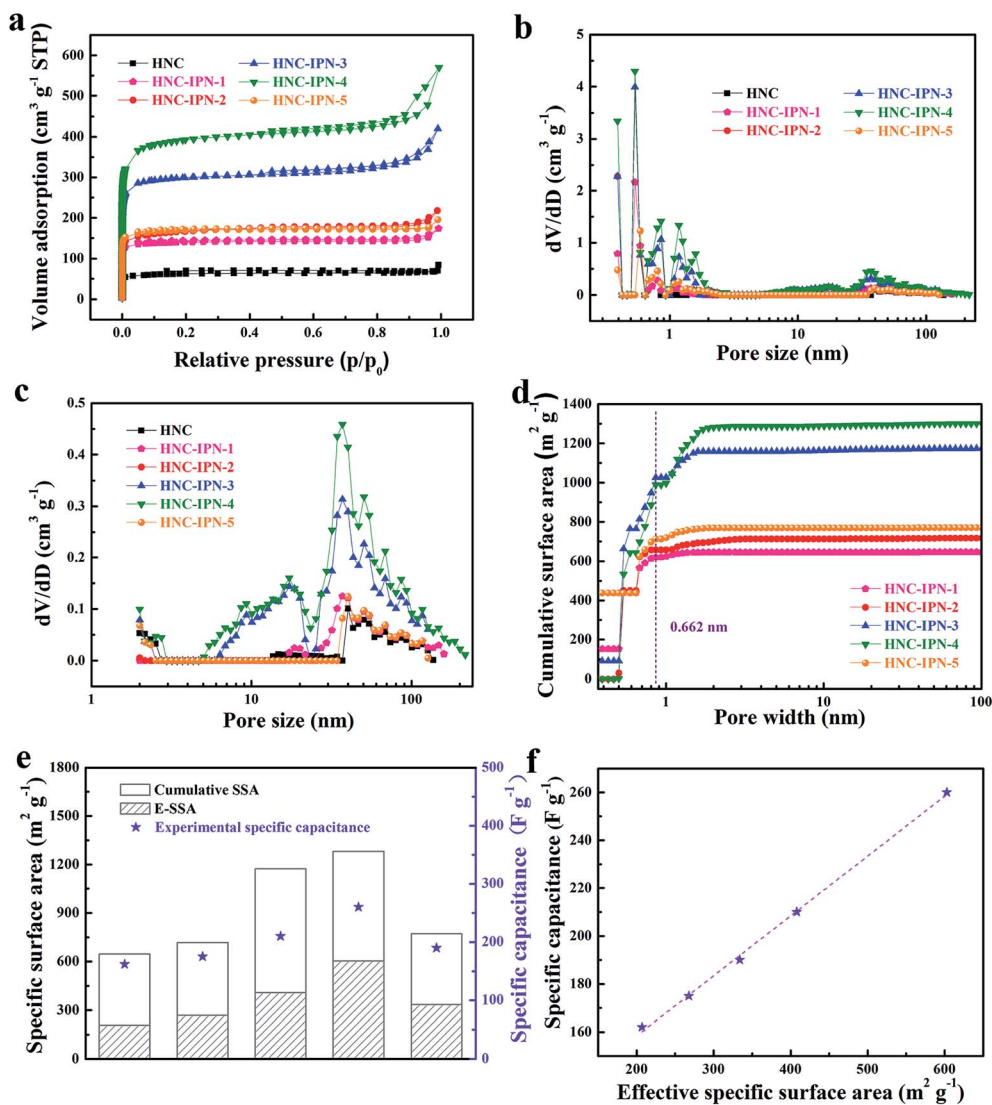 a
Volume adsorption (cm³ g⁻¹ STP)
600
500
400
300
200
100
0
HNC
HNC-IPN-1
HNC-IPN-2
HNC-IPN-3
HNC-IPN-4
HNC-IPN-5
0.0 0.2 0.4 0.6 0.8 1.0
Relative pressure (p/p₀)
b
dV/dD (cm³ g⁻¹)
5
4
3
2
1
0
HNC
HNC-IPN-1
HNC-IPN-2
HNC-IPN-3
HNC-IPN-4
HNC-IPN-5
1 10 100
Pore size (nm)
c
dV/dD (cm³ g⁻¹)
0.5
0.4
0.3
0.2
0.1
0.0
HNC
HNC-IPN-1
HNC-IPN-2
HNC-IPN-3
HNC-IPN-4
HNC-IPN-5
1 10 100
Pore size (nm)
d
Cumulative surface area (m² g⁻¹)
1400
1200
1000
800
600
400
200
0
0.662 nm
HNC-IPN-1
HNC-IPN-2
HNC-IPN-3
HNC-IPN-4
HNC-IPN-5
1 10 100
Pore width (nm)
e
Specific surface area (m² g⁻¹)
1800
1500
1200
900
600
300
0
Cumulative SSA
E-SSA
Experimental specific capacitance
500
400
300
200
100
0
Specific capacitance (F g⁻¹)
f
Specific capacitance (F g⁻¹)
260
240
220
200
180
160
200 300 400 500 600
Effective specific surface area (m² g⁻¹)